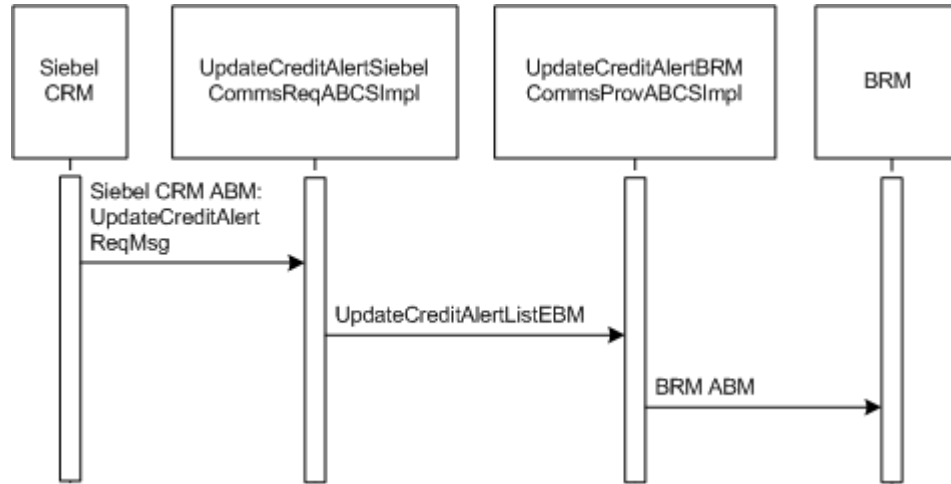 Siebel
CRM
UpdateCreditAlertSiebel
CommsReqABCSImpl
UpdateCreditAlertBRM
CommsProvABCSImpl
BRM
Siebel CRM ABM:
UpdateCreditAlert
ReqMsg
UpdateCreditAlertListEBM
BRM ABM